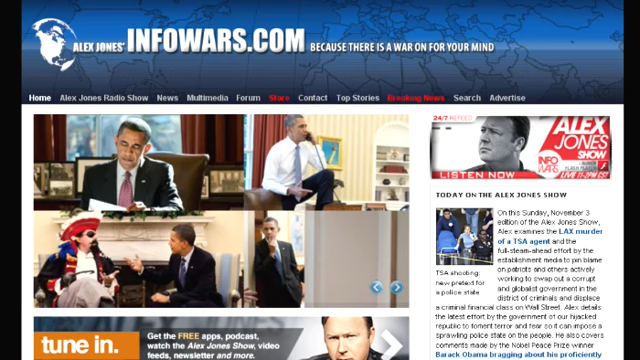 ALEX JONES' INFOWARS.COM BECAUSE THERE IS A WAR ON FOR YOUR MIND
Home Alex Jones Radio Show News Multimedia Forum Store Contact Top Stories Breaking News Search Advertise
24/7
ALEX
JONES
SHOW
INFO
WARS
LISTEN NOW
LIVE 11-2PM CST
TODAY ON THE ALEX JONES SHOW
On this Sunday, November 3
edition of the Alex Jones Show,
Alex examines the LAX murder
of a TSA agent and the
full-steam-ahead effort by the
establishment media to pin blame
on patriots and others actively
working to swap out a corrupt
and globalist government in the
district of criminals and displace
TSA shooting:
new pretext for
a police state
a criminal financial class on Wall Street. Alex details
the latest effort by the government of our hijacked
republic to torment terror and fear so it can impose a
sprawling police state on the people. He also covers
comments made by the Nobel Peace Prize winner
Barack Obama bragging about his proficiently
tune in.
Get the FREE apps, podcast,
watch the Alex Jones Show, video
feeds, newsletter and more.